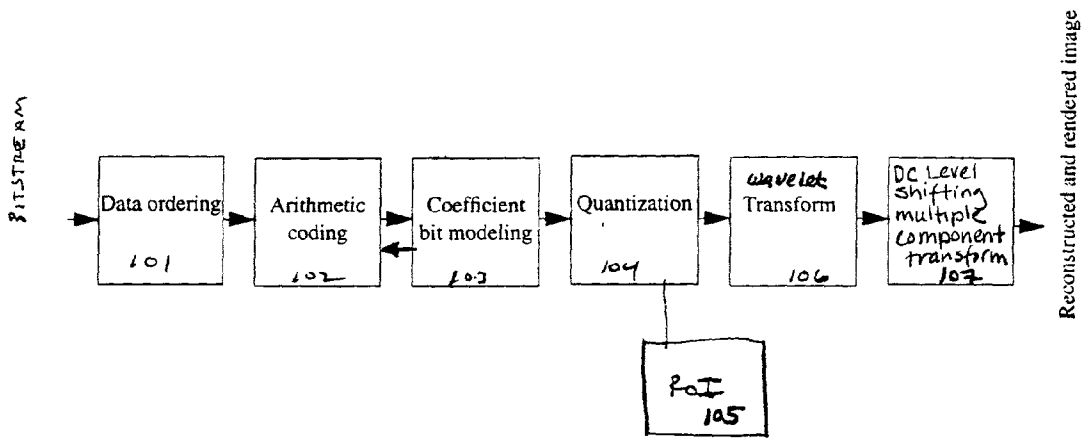 BITSTREAM
Data ordering
101
Arithmetic
coding
102
Coefficient
bit modeling
103
Quantization
104
wavelet
Transform
106
DC Level
Shifting
multiple
component
transform
107
Reconstructed and rendered image
RoI
105